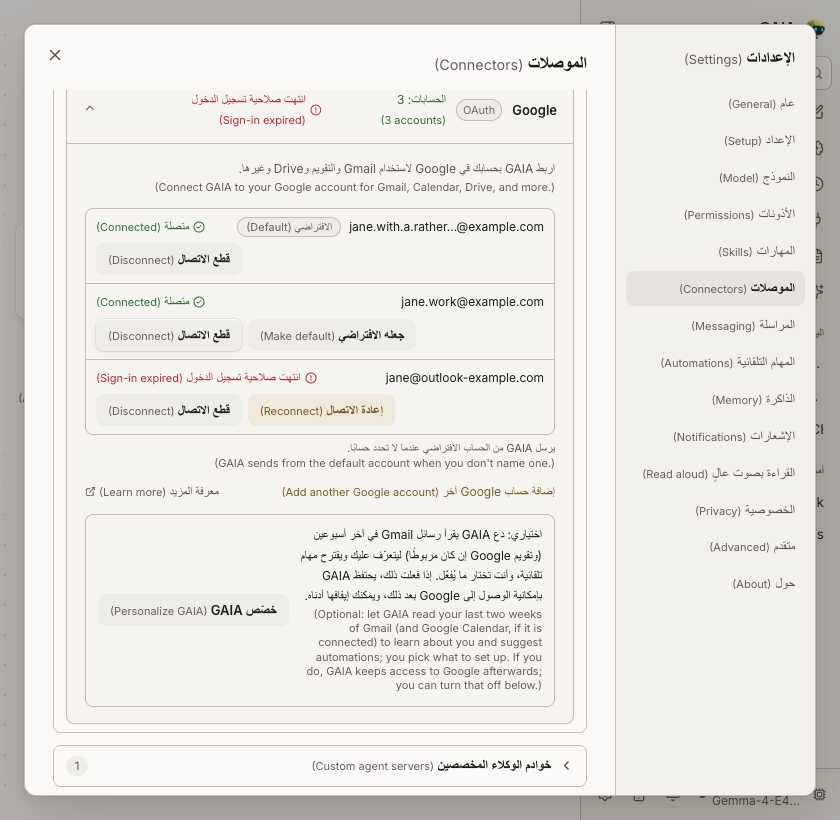 الإعدادات (Settings)
عام (General)
الإعداد (Setup)
النموذج (Model)
الأذونات (Permissions)
المهارات (Skills)
الموصلات (Connectors)
المراسلة (Messaging)
المهام التلقائية (Automations)
الذاكرة (Memory)
الإشعارات (Notifications)
القراءة بصوت عالٍ (Read aloud)
الخصوصية (Privacy)
متقدم (Advanced)
حول (About)
الموصلات (Connectors)
Google OAuth الحسابات: 3 انتهت صلاحية تسجيل الدخول
(3 accounts) (Sign-in expired)
اربط GAIA بحسابك في Google لاستخدام Gmail والتقويم وDrive وغيرها.
(Connect GAIA to your Google account for Gmail, Calendar, Drive, and more.)
jane.with.a.rather...@example.com الافتراضي (Default) متصلة (Connected)
قطع الاتصال (Disconnect)
jane.work@example.com متصلة (Connected)
جعله الافتراضي (Make default) قطع الاتصال (Disconnect)
jane@outlook-example.com انتهت صلاحية تسجيل الدخول (Sign-in expired)
إعادة الاتصال (Reconnect) قطع الاتصال (Disconnect)
يرسل GAIA من الحساب الافتراضي عندما لا تحدد حسابًا.
(GAIA sends from the default account when you don't name one.)
إضافة حساب Google آخر (Add another Google account) معرفة المزيد (Learn more)
اختياري: دع GAIA يقرأ رسائل Gmail في آخر أسبوعين
(وتقويم Google إن كان مربوطًا) ليتعرّف عليك ويقترح مهام
تلقائية، وأنت تختار ما يُفعَّل. إذا فعلت ذلك، يحتفظ GAIA
بإمكانية الوصول إلى Google بعد ذلك، ويمكنك إيقافها أدناه.
(Optional: let GAIA read your last two weeks
of Gmail (and Google Calendar, if it is
connected) to learn about you and suggest
automations; you pick what to set up. If you
do, GAIA keeps access to Google afterwards;
you can turn that off below.)
خصّص GAIA (Personalize GAIA)
خوادم الوكلاء المخصصين (Custom agent servers) 1
Gemma-4-E4...